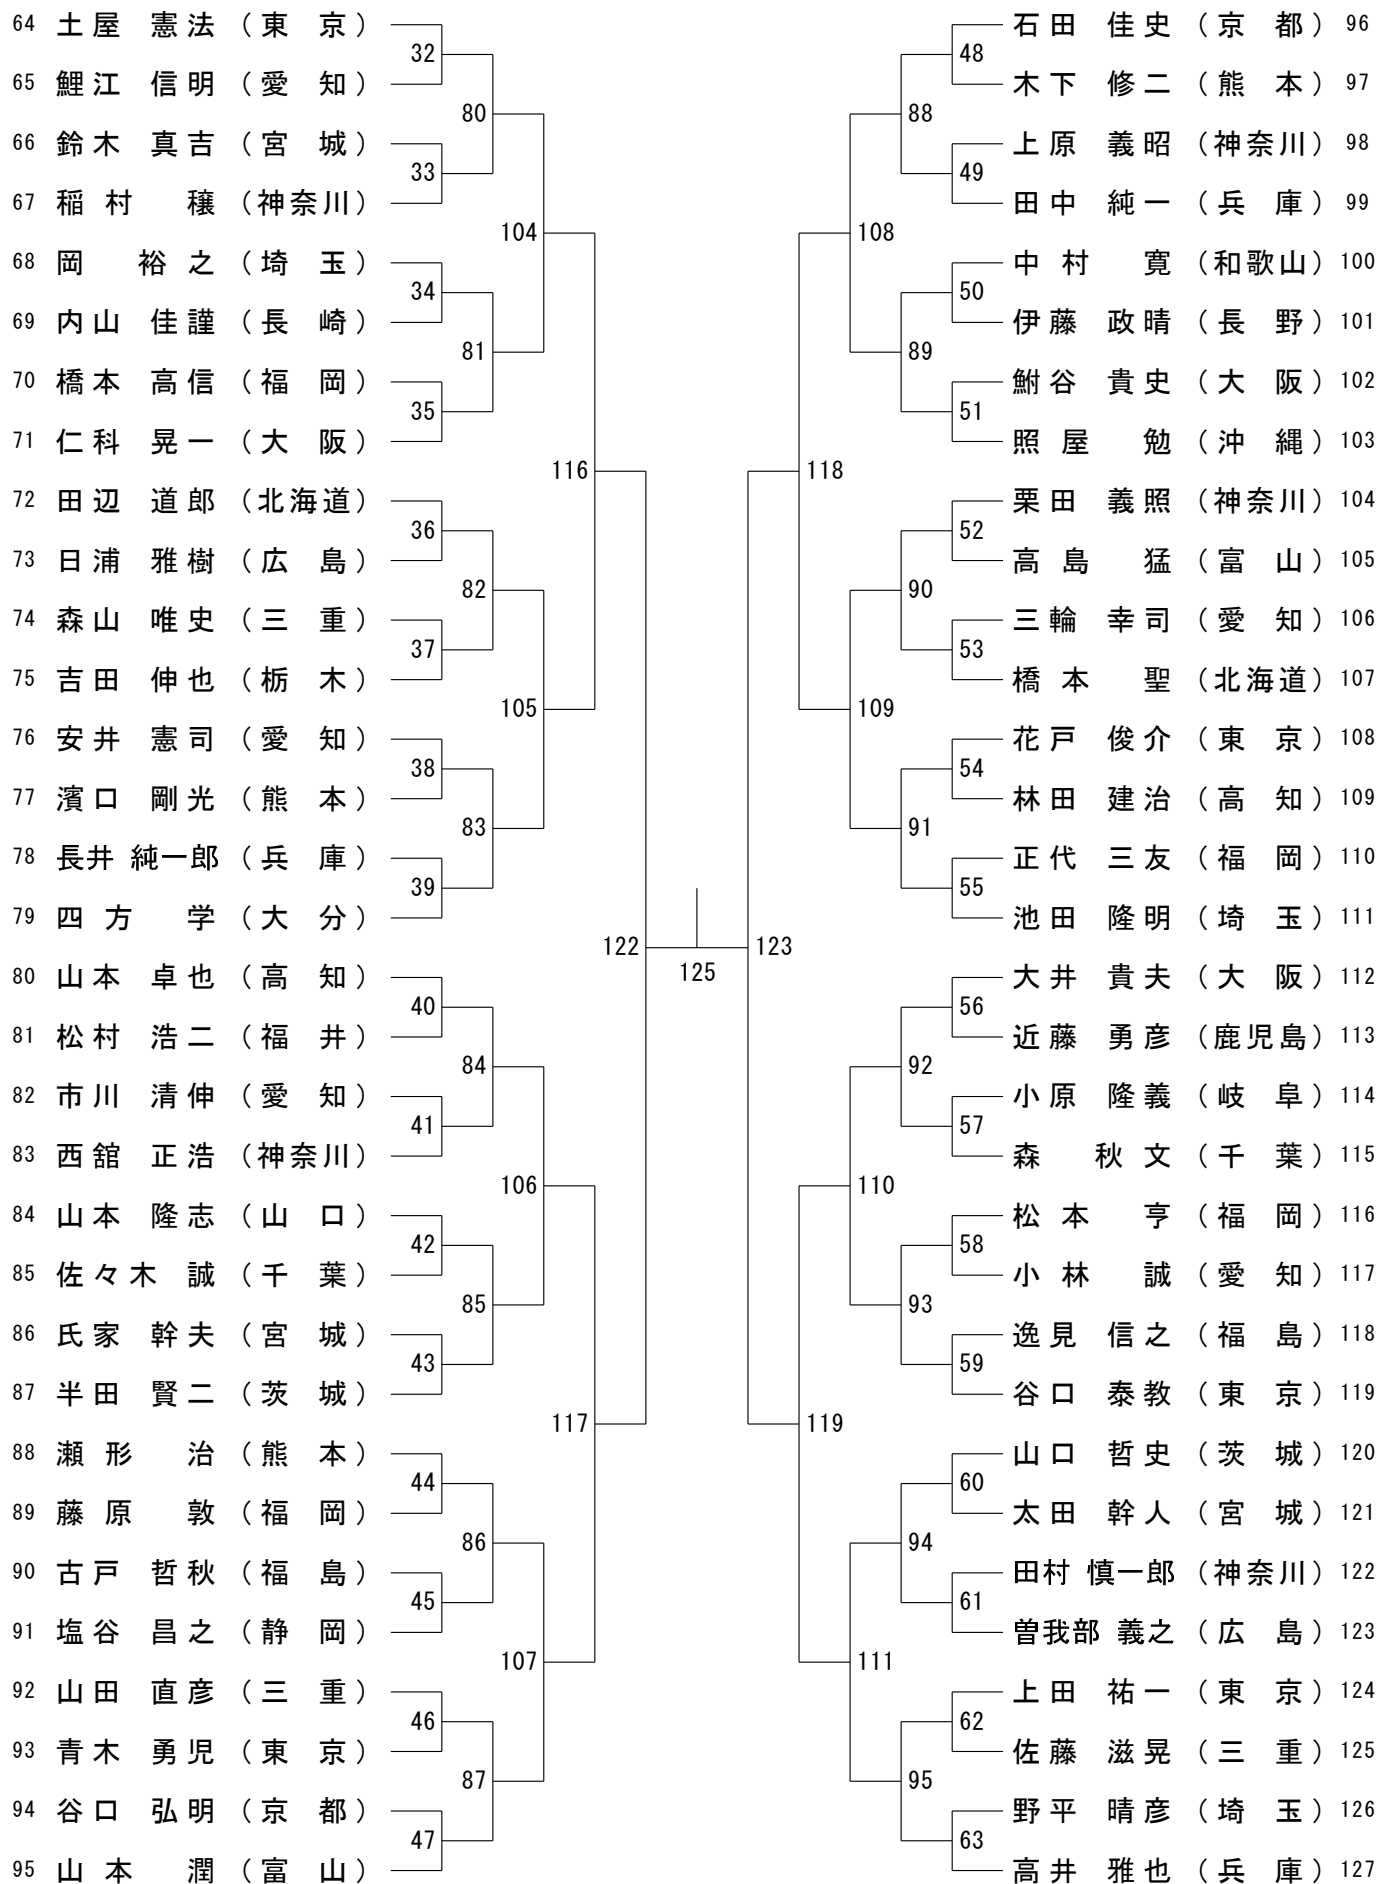 64 土屋 憲法 （東 京）
32
65 鯉江 信明 （愛 知）
80
66 鈴木 真吉 （宮 城）
33
67 稲村 穣 （神奈川）
104
68 岡 裕之 （埼 玉）
34
69 内山 佳謹 （長 崎）
81
70 橋本 高信 （福 岡）
35
71 仁科 晃一 （大 阪）
116
72 田辺 道郎 （北海道）
36
73 日浦 雅樹 （広 島）
82
74 森山 唯史 （三 重）
37
75 吉田 伸也 （栃 木）
105
76 安井 憲司 （愛 知）
38
77 濱口 剛光 （熊 本）
83
78 長井 純一郎 （兵 庫）
39
79 四方 学 （大 分）
122
80 山本 卓也 （高 知）
40
81 松村 浩二 （福 井）
84
82 市川 清伸 （愛 知）
41
83 西舘 正浩 （神奈川）
106
84 山本 隆志 （山 口）
42
85 佐々木 誠 （千 葉）
85
86 氏家 幹夫 （宮 城）
43
87 半田 賢二 （茨 城）
117
88 瀬形 治 （熊 本）
44
89 藤原 敦 （福 岡）
86
90 古戸 哲秋 （福 島）
45
91 塩谷 昌之 （静 岡）
107
92 山田 直彦 （三 重）
46
93 青木 勇児 （東 京）
87
94 谷口 弘明 （京 都）
47
95 山本 潤 （富 山）
125
石田 佳史 （京 都） 96
48
木下 修二 （熊 本） 97
88
上原 義昭 （神奈川） 98
49
田中 純一 （兵 庫） 99
108
中村 寛 （和歌山） 100
50
伊藤 政晴 （長 野） 101
89
鮒谷 貴史 （大 阪） 102
51
照屋 勉 （沖 縄） 103
118
栗田 義照 （神奈川） 104
52
高島 猛 （富 山） 105
90
三輪 幸司 （愛 知） 106
53
橋本 聖 （北海道） 107
109
花戸 俊介 （東 京） 108
54
林田 建治 （高 知） 109
91
正代 三友 （福 岡） 110
55
池田 隆明 （埼 玉） 111
123
大井 貴夫 （大 阪） 112
56
近藤 勇彦 （鹿児島） 113
92
小原 隆義 （岐 阜） 114
57
森 秋文 （千 葉） 115
110
松本 亨 （福 岡） 116
58
小林 誠 （愛 知） 117
93
逸見 信之 （福 島） 118
59
谷口 泰教 （東 京） 119
119
山口 哲史 （茨 城） 120
60
太田 幹人 （宮 城） 121
94
田村 慎一郎 （神奈川） 122
61
曽我部 義之 （広 島） 123
111
上田 祐一 （東 京） 124
62
佐藤 滋晃 （三 重） 125
95
野平 晴彦 （埼 玉） 126
63
高井 雅也 （兵 庫） 127